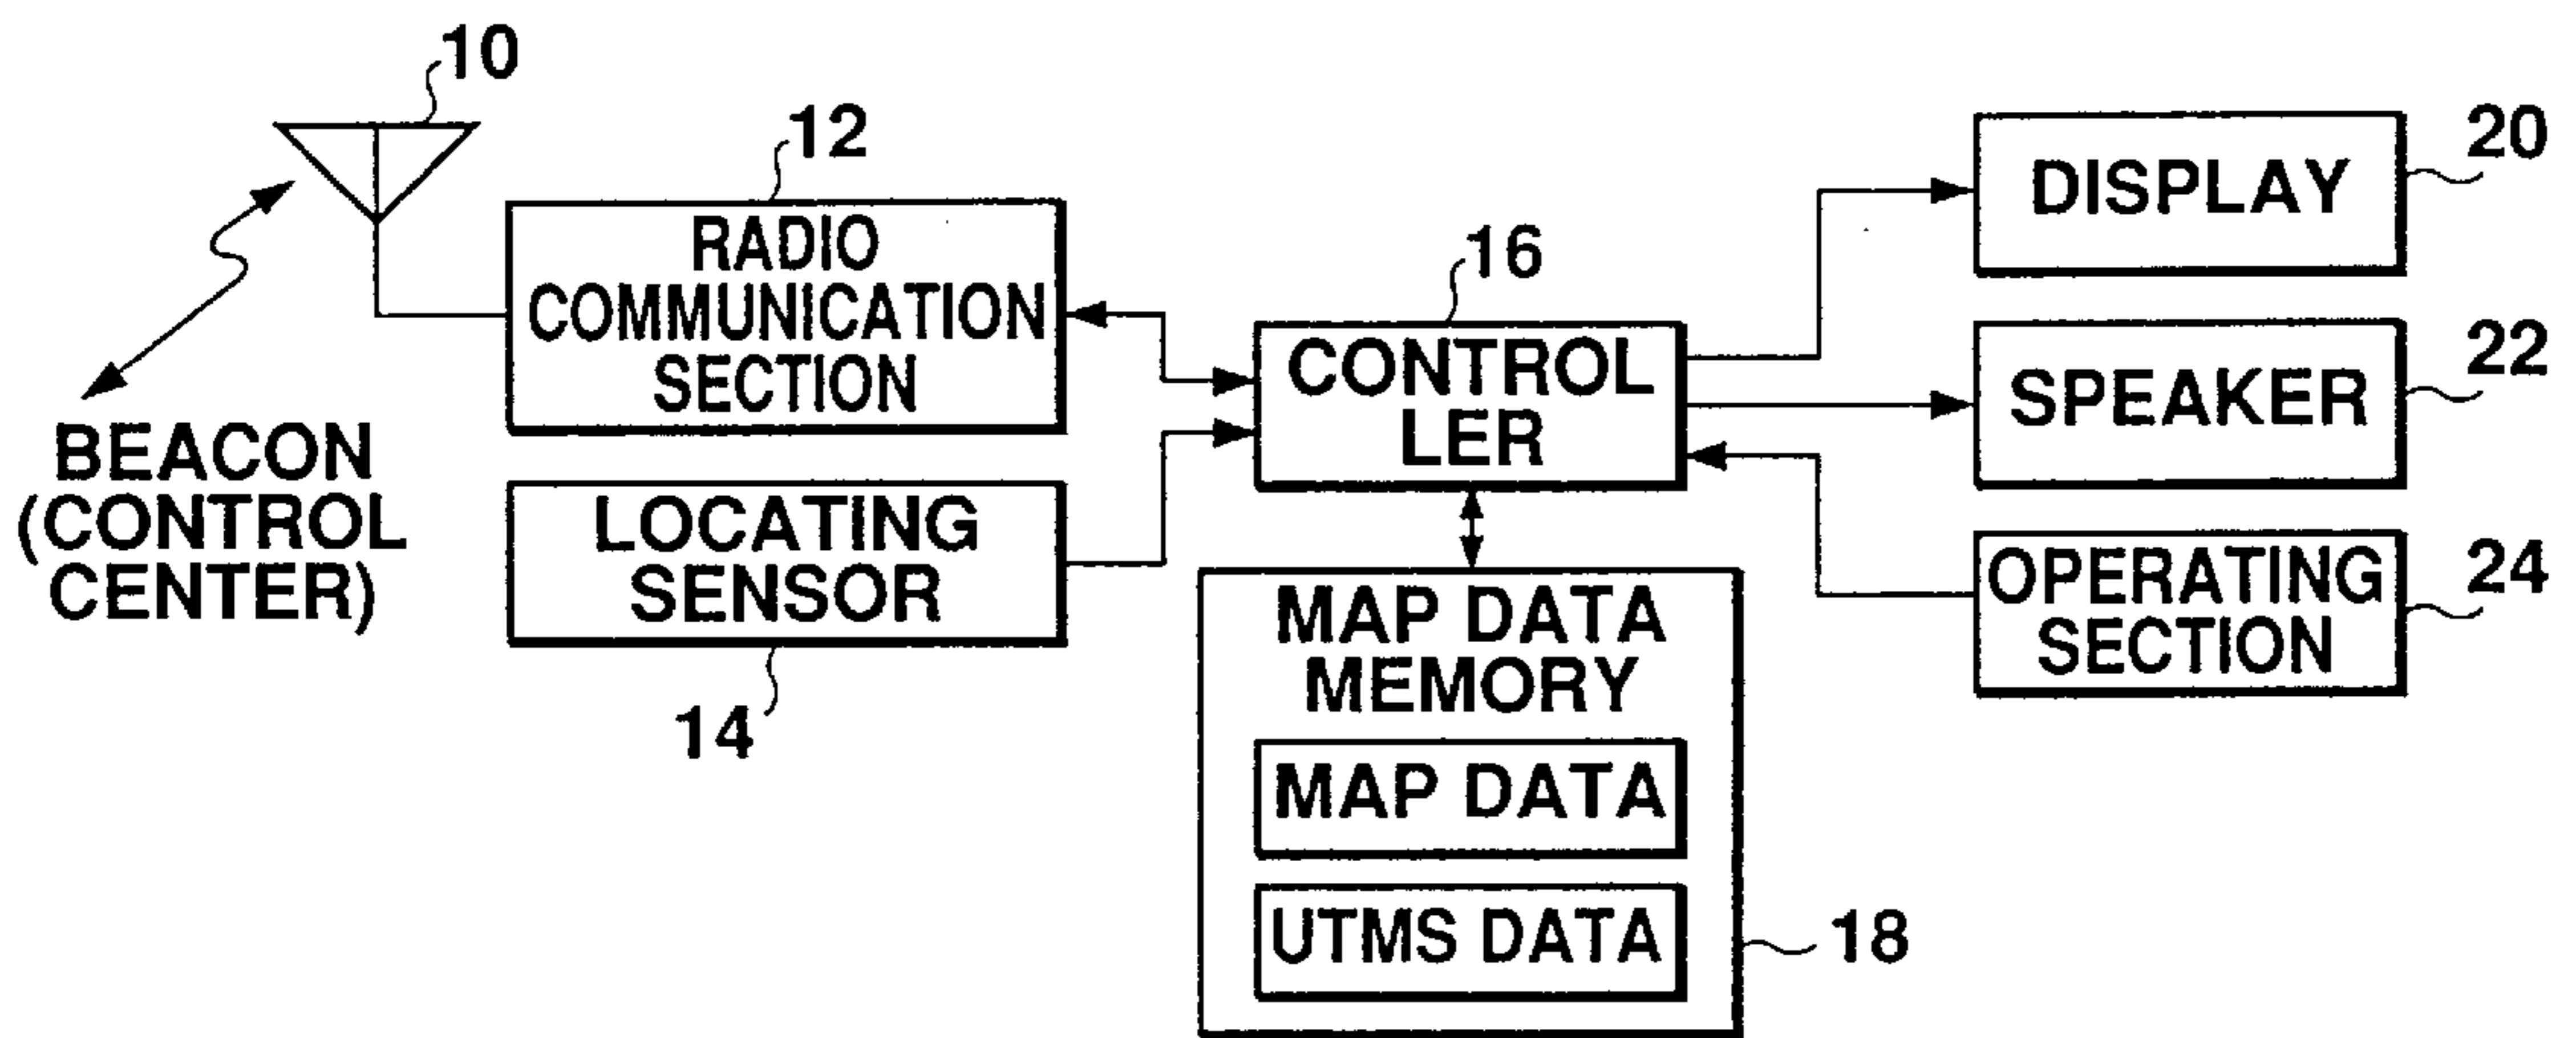 10
12
RADIO
COMMUNICATION
SECTION
BEACON
(CONTROL
CENTER)
LOCATING
SENSOR
14
16
CONTROL
LER
MAP DATA
MEMORY
MAP DATA
UTMS DATA
18
DISPLAY
20
SPEAKER
22
OPERATING
SECTION
24